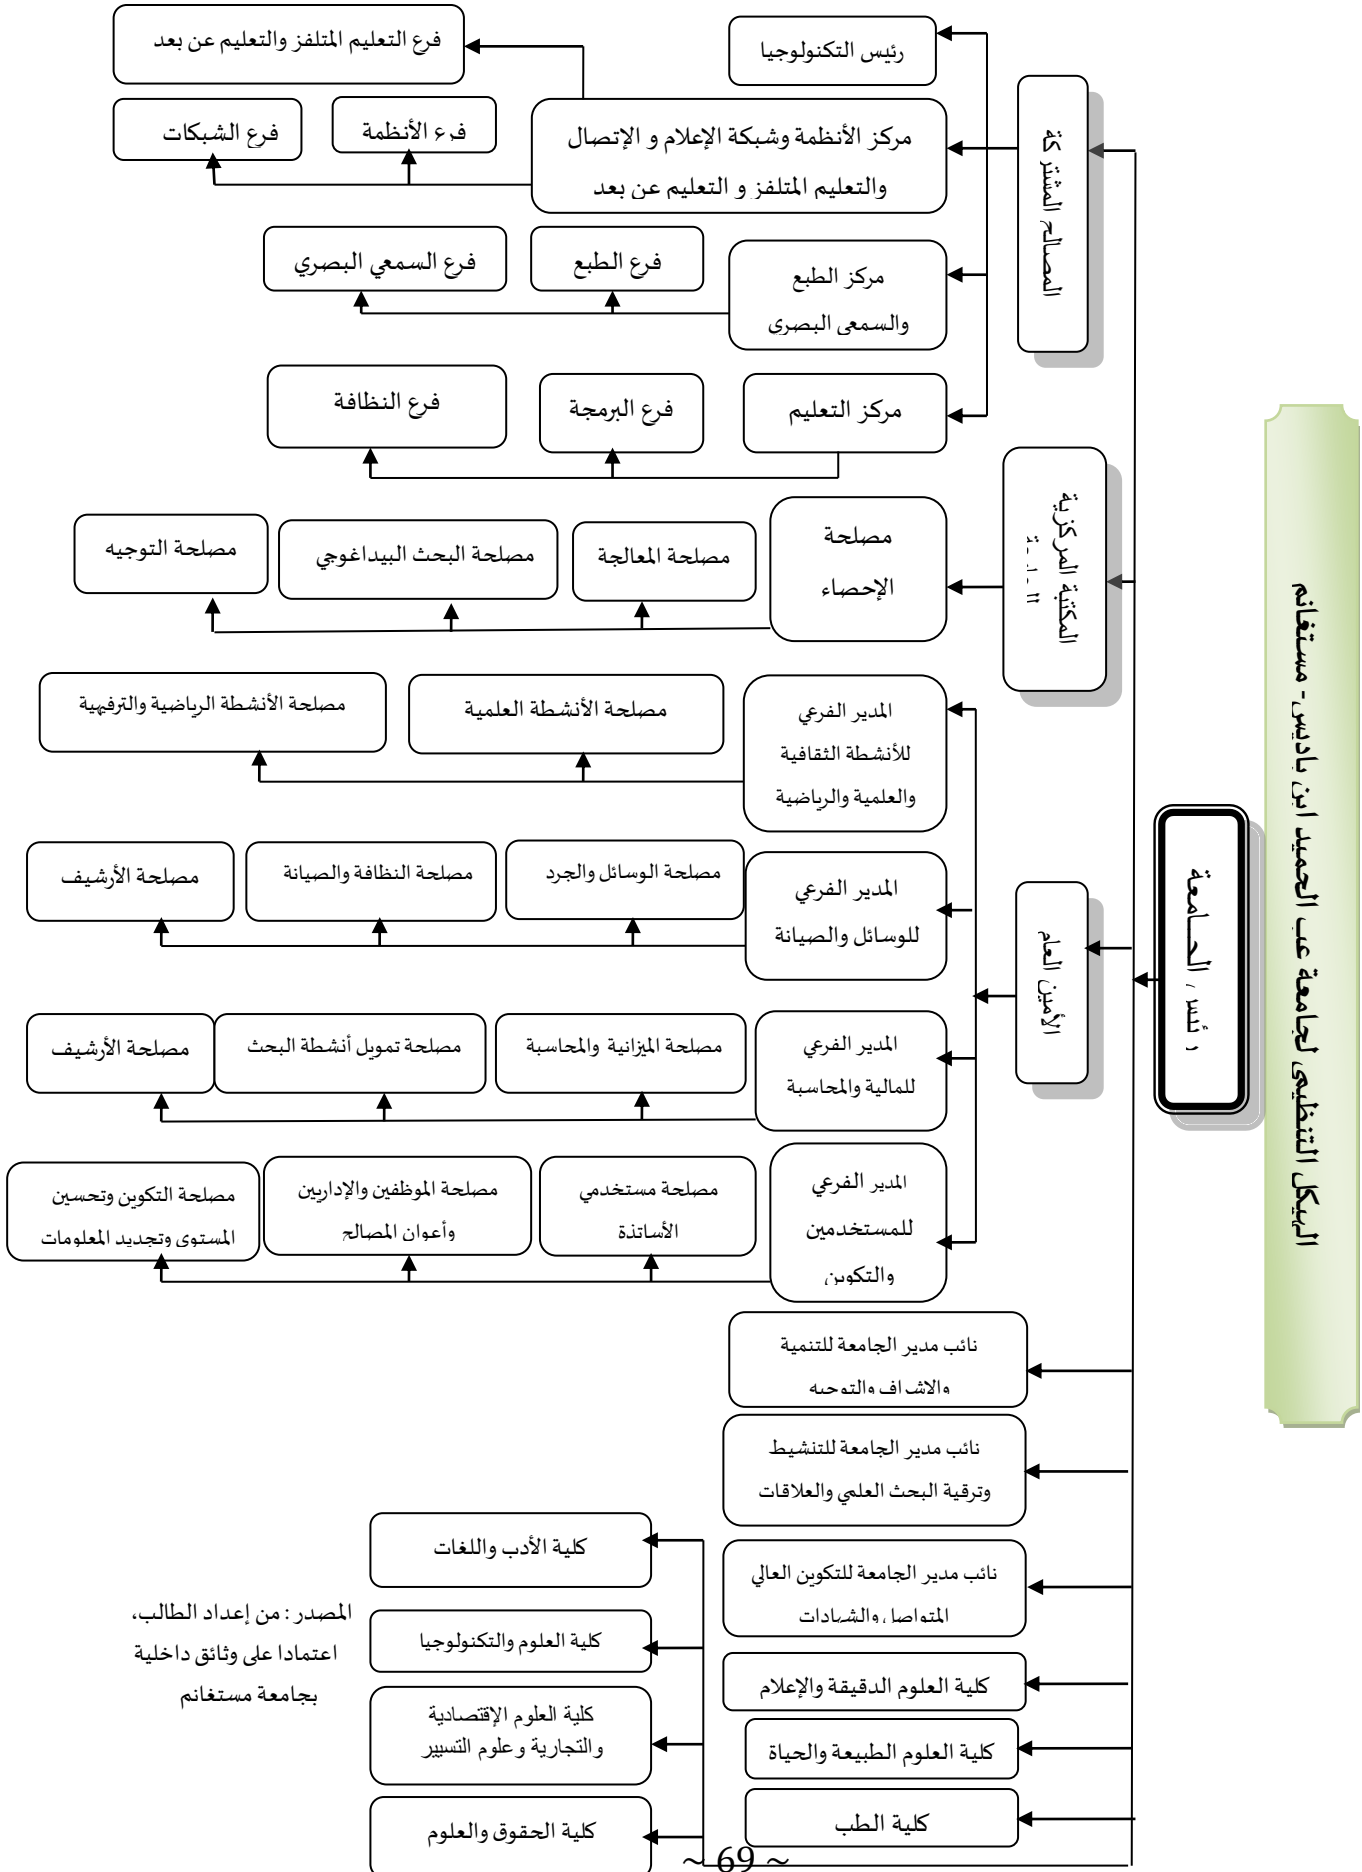 الهيكل التنظيمي لجامعة عب الحميد ابن باديس - مستغانم
المصالح المشتركة
رئيس التكنولوجيا
مركز الأنظمة وشبكة الإعلام و الإتصال
والتعليم المتلفز و التعليم عن بعد
فرع التعليم المتلفز والتعليم عن بعد
فرع الأنظمة
فرع الشبكات
مركز الطبع
والسمعي البصري
فرع الطبع
فرع السمعي البصري
مركز التعليم
فرع البرمجة
فرع النظافة
المكتبة المركزية
مصلحة
الإحصاء
مصلحة المعالجة
مصلحة البحث البيداغوجي
مصلحة التوجيه
الأمين العام
المدير الفرعي
للأنشطة الثقافية
والعلمية والرياضية
مصلحة الأنشطة العلمية
مصلحة الأنشطة الرياضية والترفيهية
المدير الفرعي
للوسائل والصيانة
مصلحة الوسائل والجرد
مصلحة النظافة والصيانة
مصلحة الأرشيف
المدير الفرعي
للمالية والمحاسبة
مصلحة الميزانية والمحاسبة
مصلحة تمويل أنشطة البحث
مصلحة الأرشيف
المدير الفرعي
للمستخدمين
والتكوين
مصلحة مستخدمي
الأساتذة
مصلحة الموظفين والإداريين
وأعوان المصالح
مصلحة التكوين وتحسين
المستوى وتجديد المعلومات
رئيس الجـــامعة
نائب مدير الجامعة للتنمية
والاشراف والتوجيه
نائب مدير الجامعة للتنشيط
وترقية البحث العلمي والعلاقات
نائب مدير الجامعة للتكوين العالي
المتواصل والشهادات
كلية العلوم الدقيقة والإعلام
كلية العلوم الطبيعة والحياة
كلية الطب
كلية الأدب واللغات
كلية العلوم والتكنولوجيا
كلية العلوم الإقتصادية
والتجارية وعلوم التسيير
كلية الحقوق والعلوم
المصدر : من إعداد الطالب،
اعتمادا على وثائق داخلية
بجامعة مستغانم
~ 69 ~